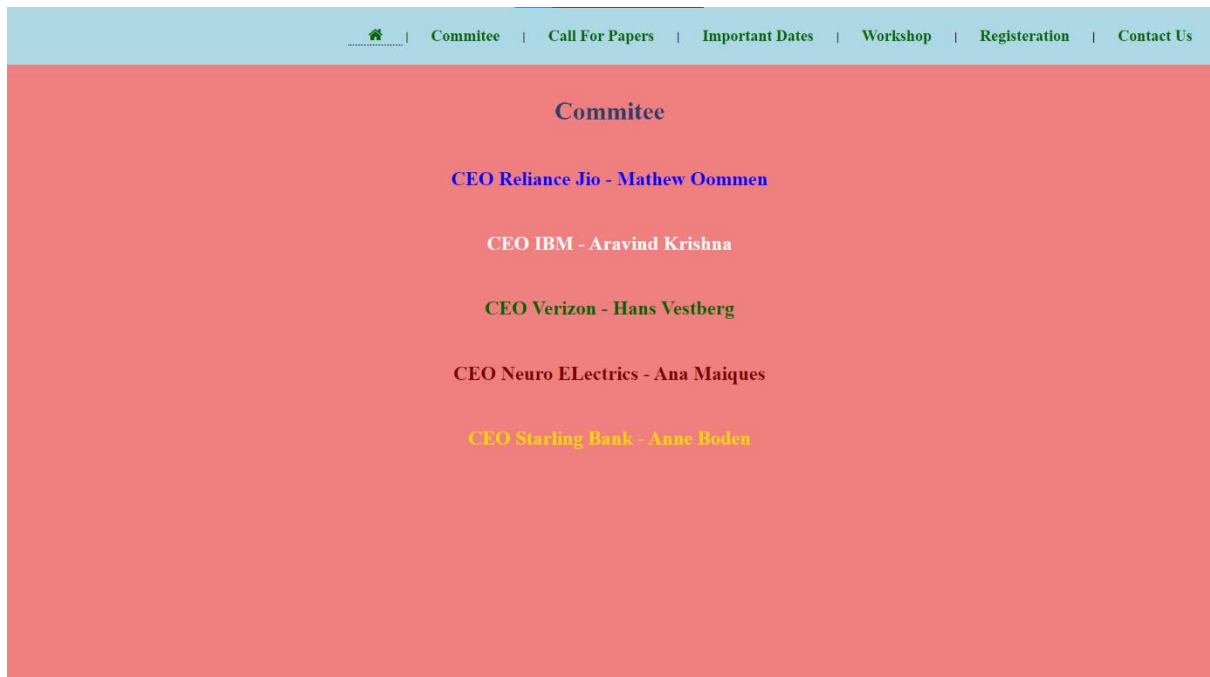 | Commitee | Call For Papers | Important Dates | Workshop | Registeration | Contact Us
Commitee
CEO Reliance Jio - Mathew Oommen
CEO IBM - Aravind Krishna
CEO Verizon - Hans Vestberg
CEO Neuro ELectrics - Ana Maiques
CEO Starling Bank - Anne Boden